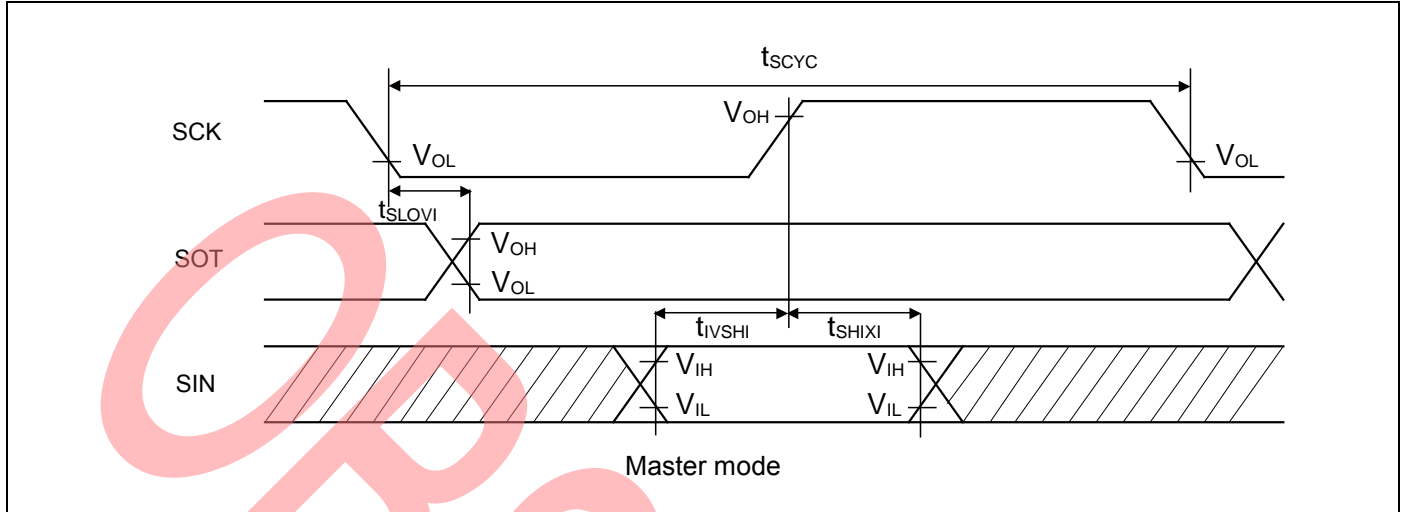 tSCYC
SCK
VOH
VOL
VOL
tSLOVI
SOT
VOH
VOL
tIVSHI
tSHIXI
SIN
VIH
VIH
VIL
VIL
Master mode